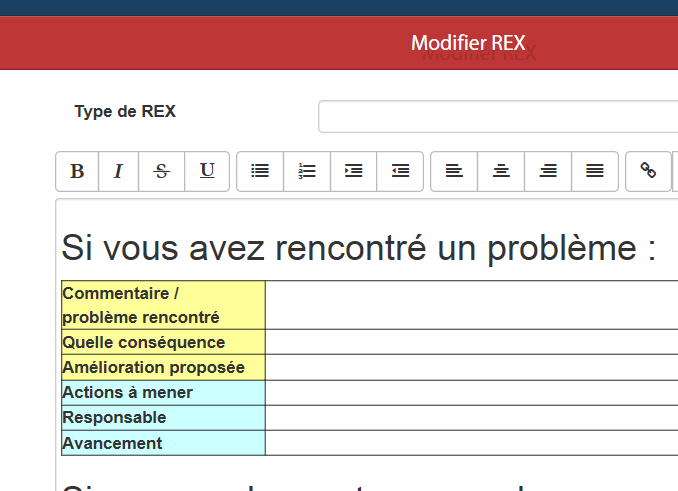 Modifier REX
Type de REX
B I S U
Si vous avez rencontré un problème :
Commentaire /
problème rencontré
Quelle conséquence
Amélioration proposée
Actions à mener
Responsable
Avancement